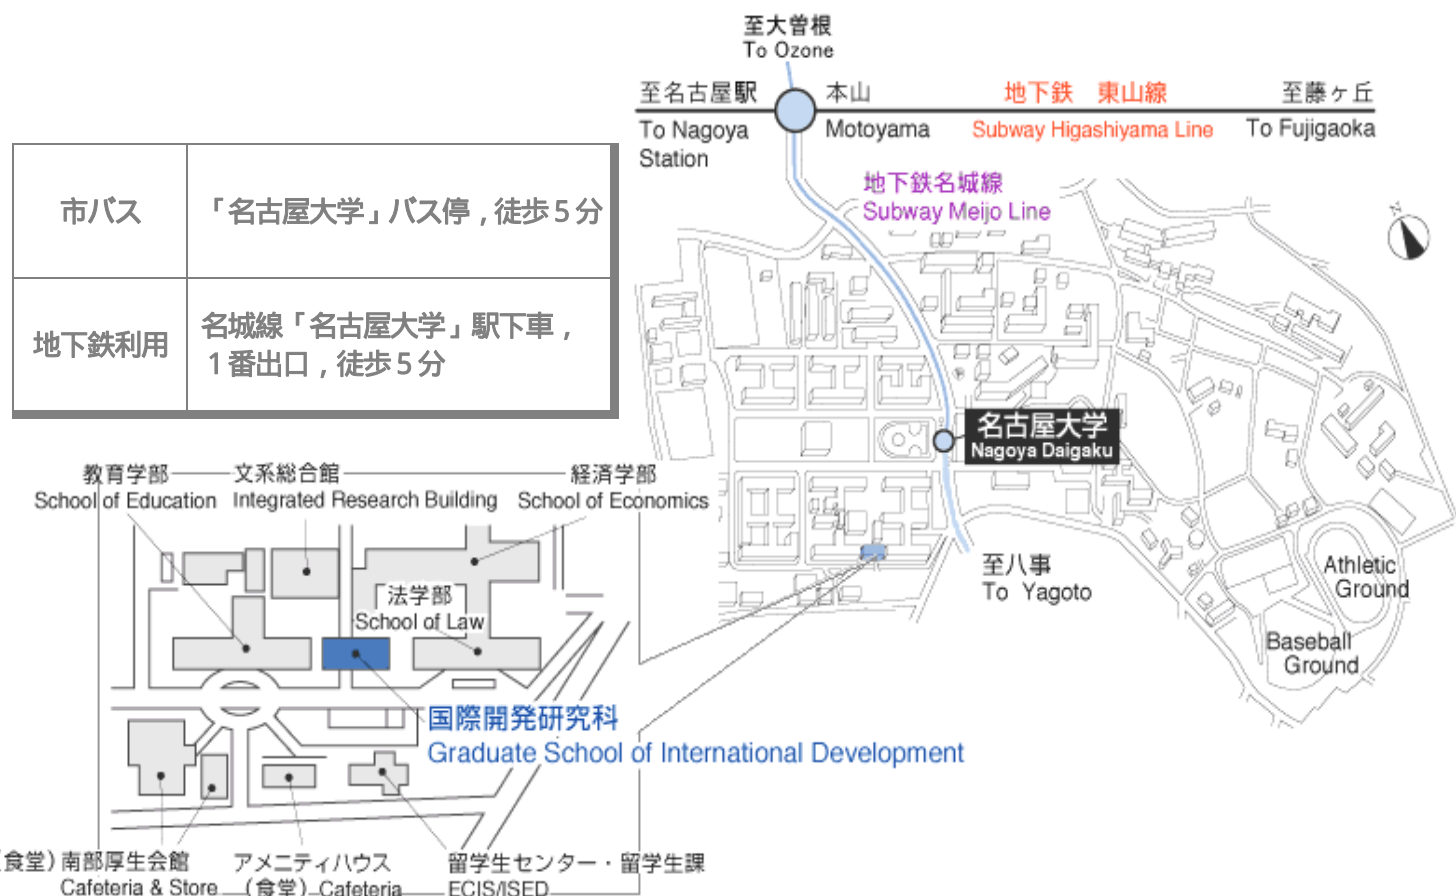 至大曽根
To Ozone
至名古屋駅
To Nagoya
Station
本山
Motoyama
地下鉄 東山線
Subway Higashiyama Line
至藤ヶ丘
To Fujigaoka
地下鉄名城線
Subway Meijo Line
N
市バス
「名古屋大学」バス停，徒歩５分
地下鉄利用
名城線「名古屋大学」駅下車，
１番出口，徒歩５分
名古屋大学
Nagoya Daigaku
至八事
To Yagoto
Athletic
Ground
Baseball
Ground
教育学部
School of Education
文系総合館
Integrated Research Building
経済学部
School of Economics
法学部
School of Law
国際開発研究科
Graduate School of International Development
食堂）南部厚生会館
Cafeteria & Store
アメニティハウス
（食堂）Cafeteria
留学生センター・留学生課
ECIS/ISED